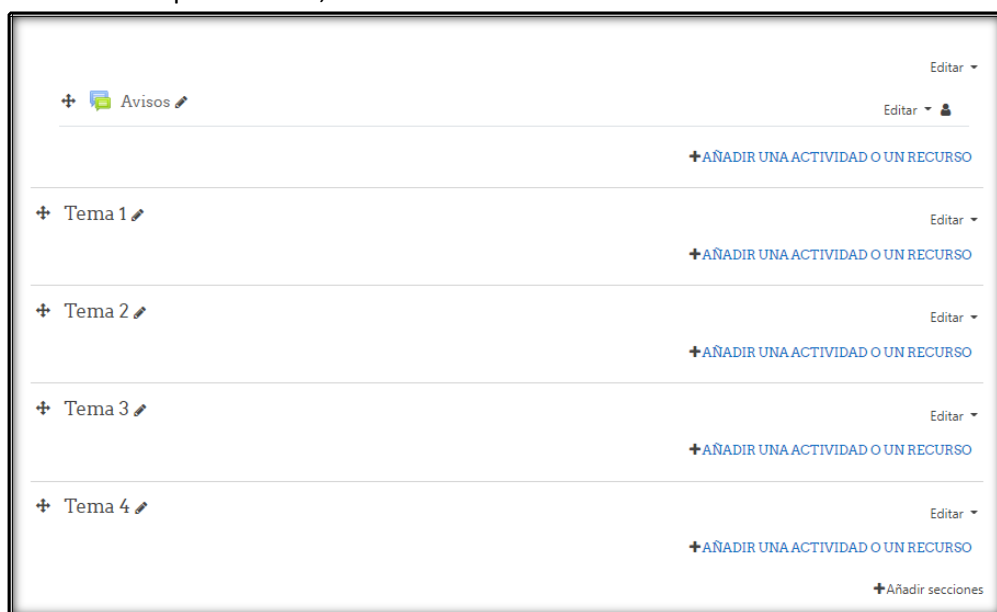 Editar
Avisos
Editar
AÑADIR UNA ACTIVIDAD O UN RECURSO
Tema 1
Editar
AÑADIR UNA ACTIVIDAD O UN RECURSO
Tema 2
Editar
AÑADIR UNA ACTIVIDAD O UN RECURSO
Tema 3
Editar
AÑADIR UNA ACTIVIDAD O UN RECURSO
Tema 4
Editar
AÑADIR UNA ACTIVIDAD O UN RECURSO
Añadir secciones